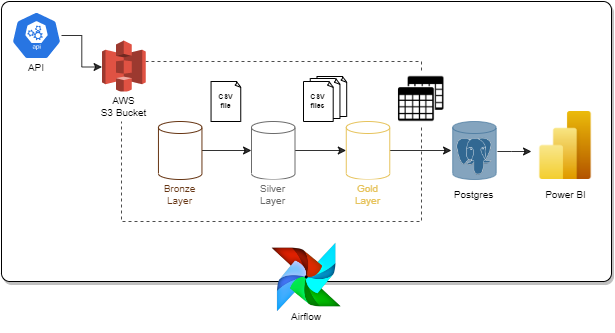 api
API
AWS
S3 Bucket
CSV
file
CSV
files
Bronze
Layer
Silver
Layer
Gold
Layer
Postgres
Power BI
Airflow